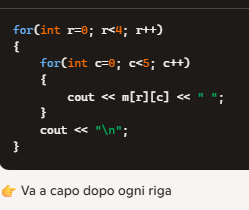 for(int r=0; r<4; r++)
{
    for(int c=0; c<5; c++)
    {
        cout << m[r][c] << " ";
    }
    cout << "\n";
}
👉 Va a capo dopo ogni riga